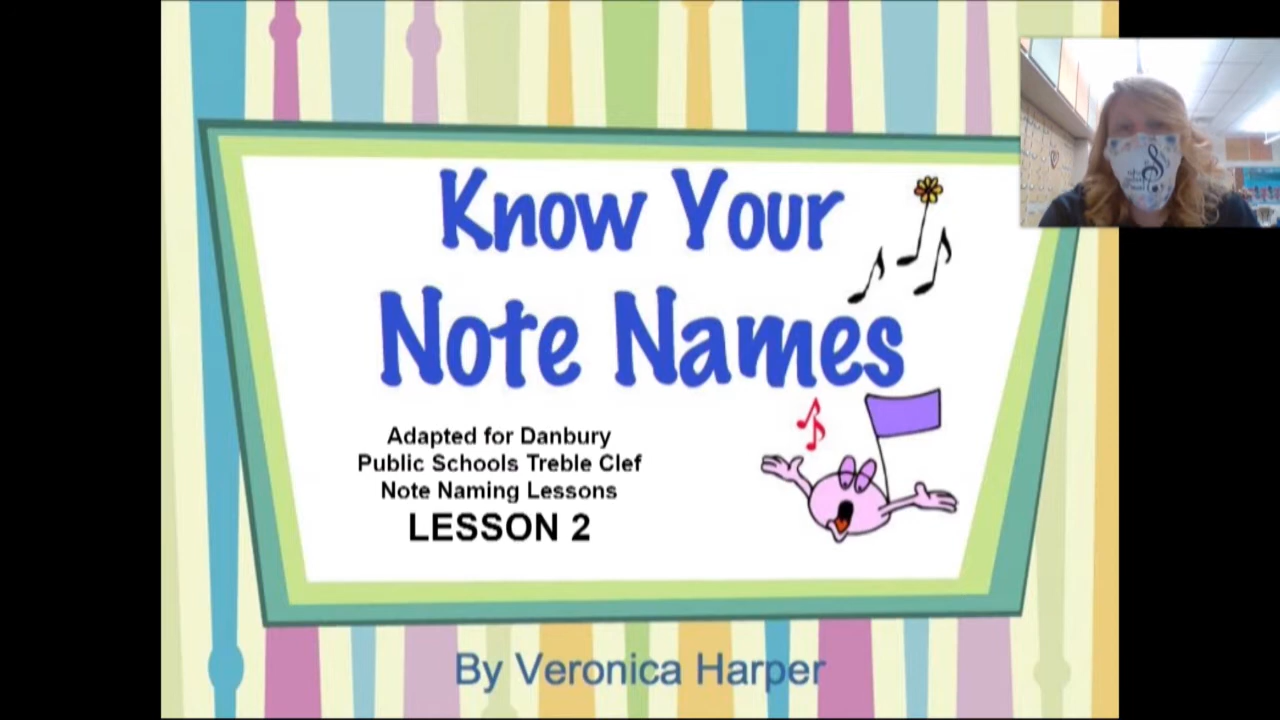 Know Your
Note Names
Adapted for Danbury
Public Schools Treble Clef
Note Naming Lessons
LESSON 2
By Veronica Harper